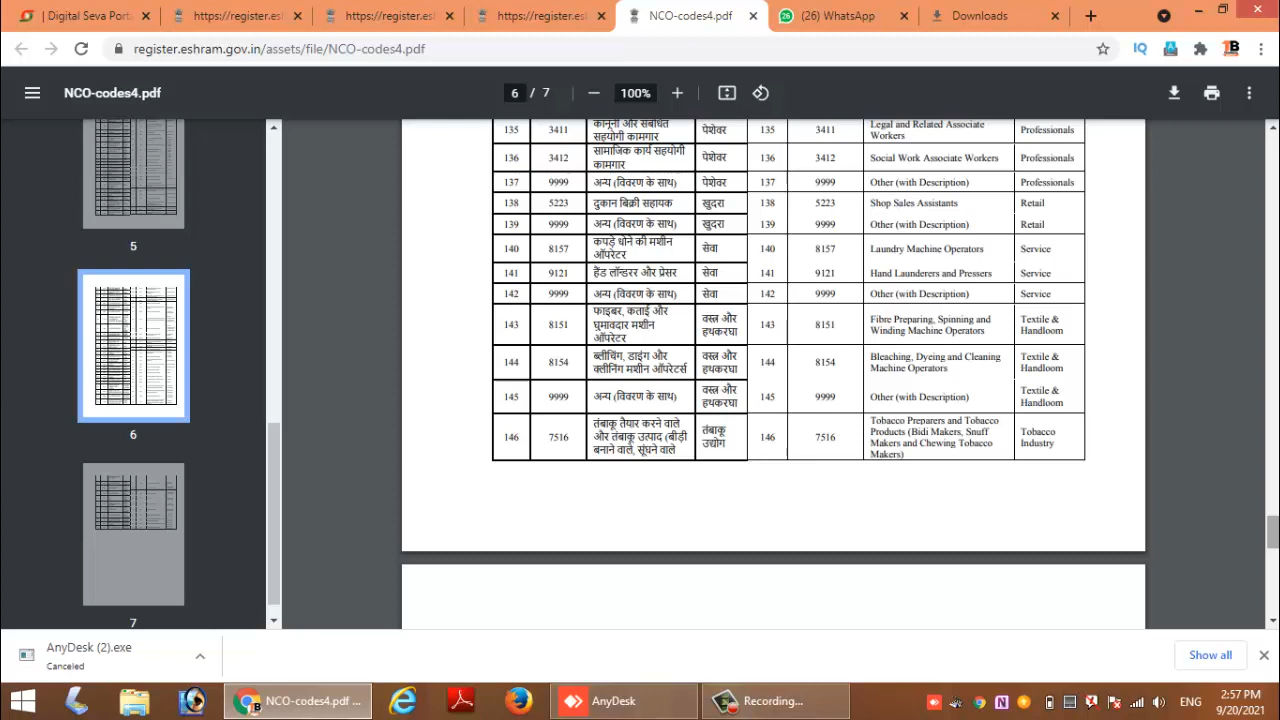 | Digital Seva Porta
https://register.esh
https://register.esh
https://register.esh
NCO-codes4.pdf
(26) WhatsApp
Downloads
register.eshram.gov.in/assets/file/NCO-codes4.pdf
NCO-codes4.pdf
6 / 7
100%
5
6
7
135 3411 कानूनी और संबंधित सहयोगी कामगार पेशेवर 135 3411 Legal and Related Associate Workers Professionals
136 3412 सामाजिक कार्य सहयोगी कामगार पेशेवर 136 3412 Social Work Associate Workers Professionals
137 9999 अन्य (विवरण के साथ) पेशेवर 137 9999 Other (with Description) Professionals
138 5223 दुकान बिक्री सहायक खुदरा 138 5223 Shop Sales Assistants Retail
139 9999 अन्य (विवरण के साथ) खुदरा 139 9999 Other (with Description) Retail
140 8157 कपड़े धोने की मशीन ऑपरेटर सेवा 140 8157 Laundry Machine Operators Service
141 9121 हैंड लॉन्डरर और प्रेसर सेवा 141 9121 Hand Launderers and Pressers Service
142 9999 अन्य (विवरण के साथ) सेवा 142 9999 Other (with Description) Service
143 8151 फाइबर, कताई और घुमावदार मशीन ऑपरेटर वस्त्र और हथकरघा 143 8151 Fibre Preparing, Spinning and Winding Machine Operators Textile & Handloom
144 8154 ब्लीचिंग, डाइंग और क्लीनिंग मशीन ऑपरेटर्स वस्त्र और हथकरघा 144 8154 Bleaching, Dyeing and Cleaning Machine Operators Textile & Handloom
145 9999 अन्य (विवरण के साथ) वस्त्र और हथकरघा 145 9999 Other (with Description) Textile & Handloom
146 7516 तंबाकू तैयार करने वाले और तंबाकू उत्पाद (बीड़ी बनाने वाले, सूंघने वाले तंबाकू उद्योग 146 7516 Tobacco Preparers and Tobacco Products (Bidi Makers, Snuff Makers and Chewing Tobacco Makers) Tobacco Industry
AnyDesk (2).exe
Canceled
Show all
NCO-codes4.pdf ...
AnyDesk
Recording...
ENG
2:57 PM
9/20/2021